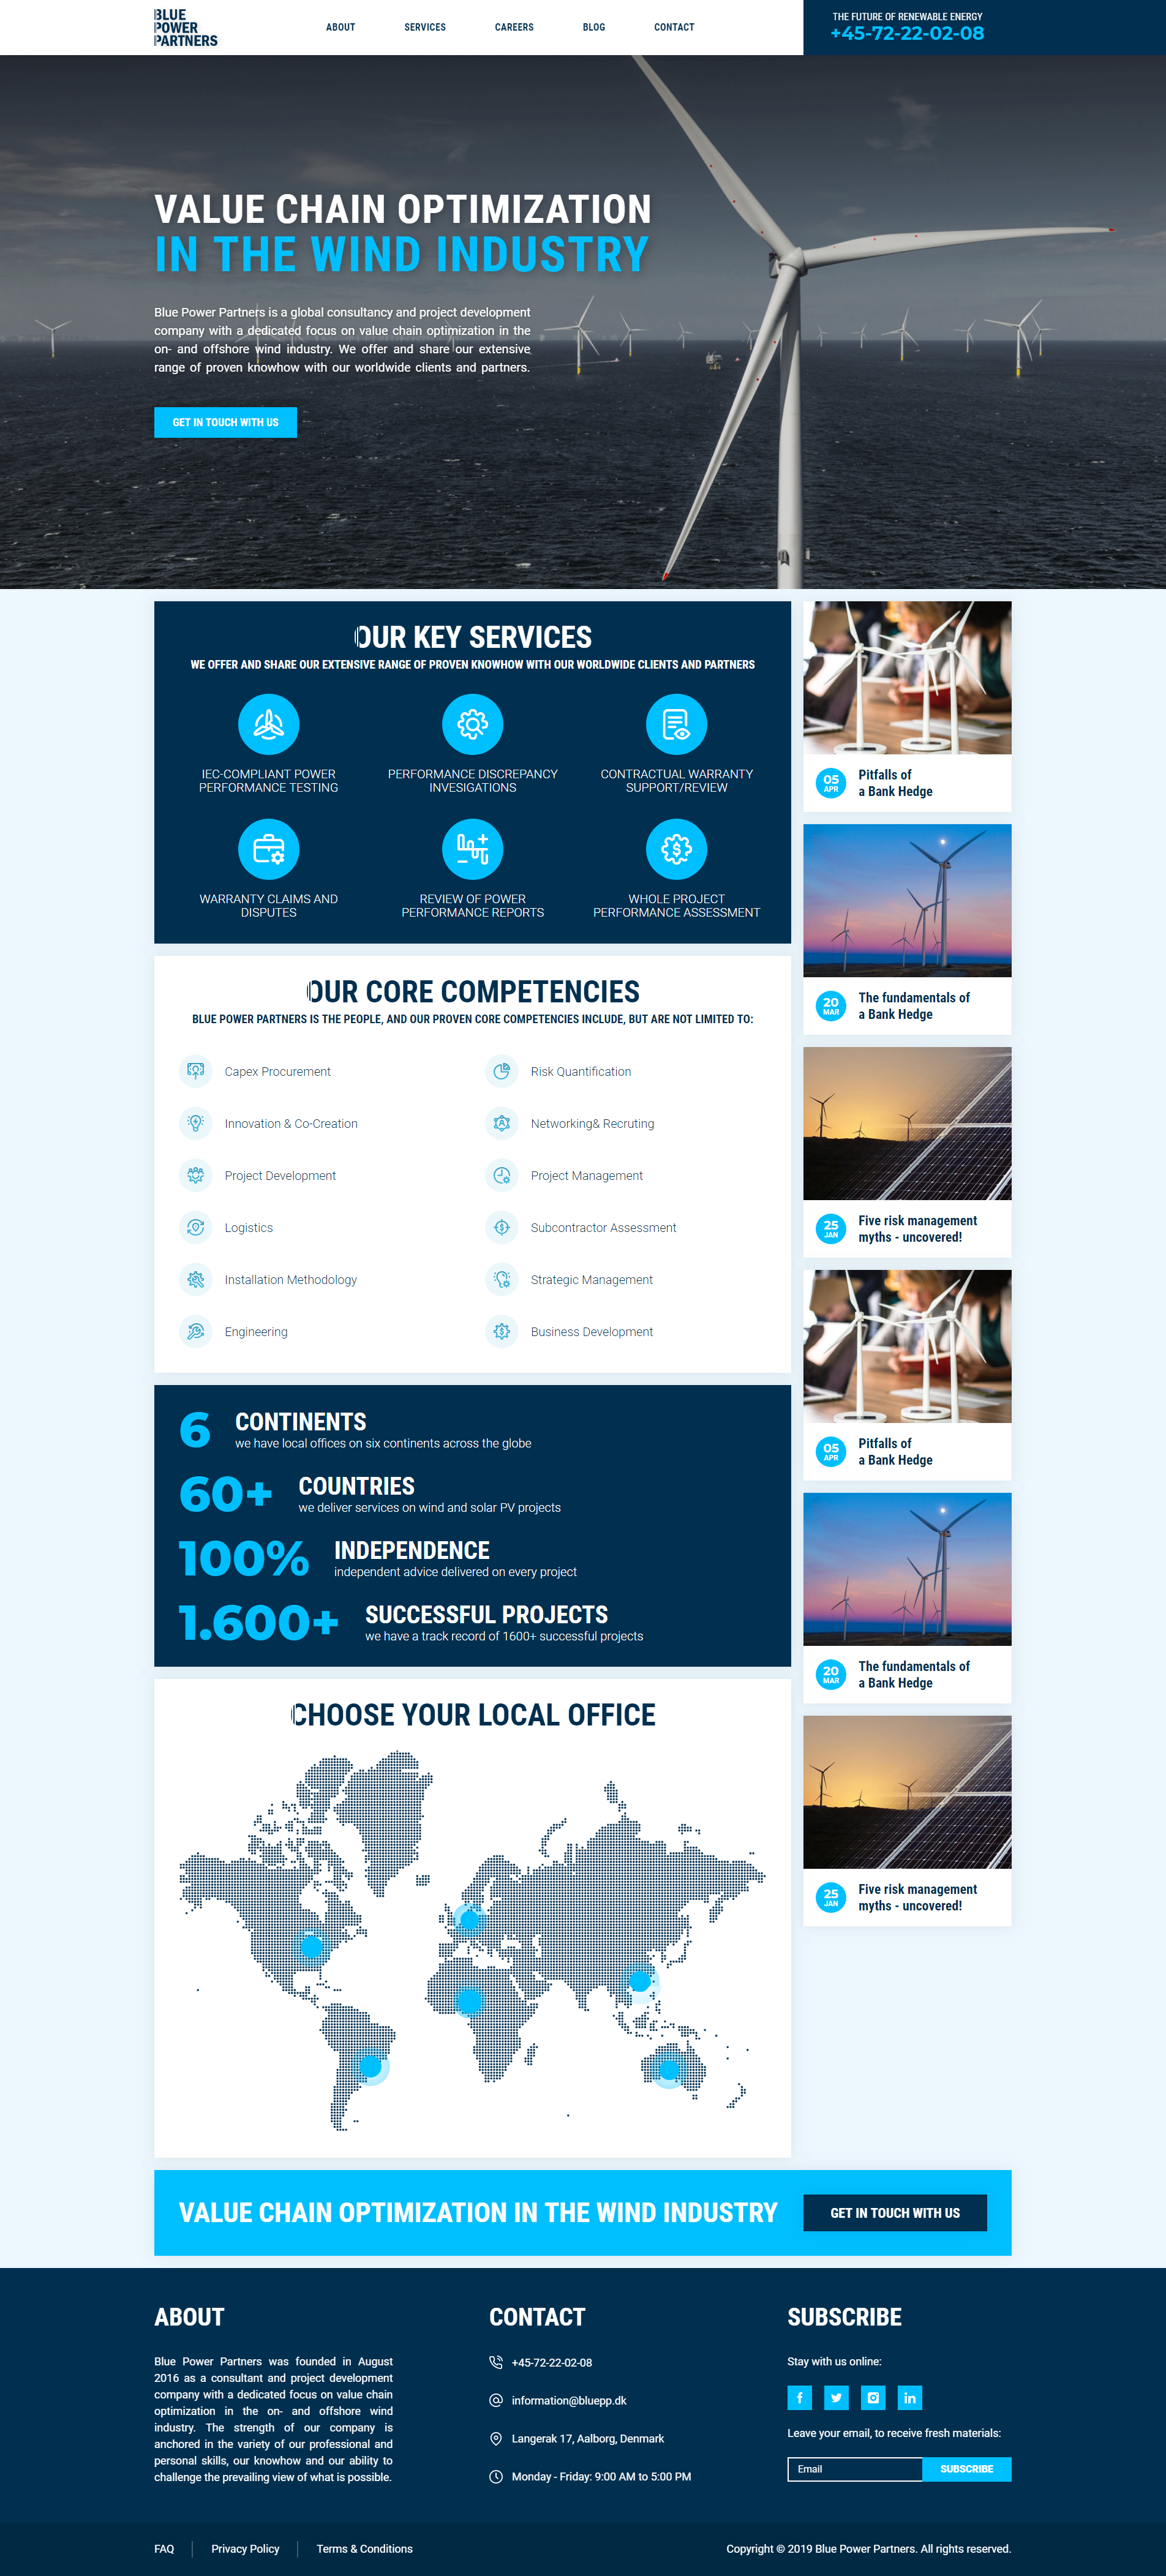 BLUE
POWER
PARTNERS
ABOUT
SERVICES
CAREERS
BLOG
CONTACT
THE FUTURE OF RENEWABLE ENERGY
+45-72-22-02-08
VALUE CHAIN OPTIMIZATION
IN THE WIND INDUSTRY
Blue Power Partners is a global consultancy and project development
company with a dedicated focus on value chain optimization in the
on- and offshore wind industry. We offer and share our extensive
range of proven knowhow with our worldwide clients and partners.
GET IN TOUCH WITH US
OUR KEY SERVICES
WE OFFER AND SHARE OUR EXTENSIVE RANGE OF PROVEN KNOWHOW WITH OUR WORLDWIDE CLIENTS AND PARTNERS
IEC-COMPLIANT POWER
PERFORMANCE TESTING
PERFORMANCE DISCREPANCY
INVESIGATIONS
CONTRACTUAL WARRANTY
SUPPORT/REVIEW
WARRANTY CLAIMS AND
DISPUTES
REVIEW OF POWER
PERFORMANCE REPORTS
WHOLE PROJECT
PERFORMANCE ASSESSMENT
OUR CORE COMPETENCIES
BLUE POWER PARTNERS IS THE PEOPLE, AND OUR PROVEN CORE COMPETENCIES INCLUDE, BUT ARE NOT LIMITED TO:
Capex Procurement
Risk Quantification
Innovation & Co-Creation
Networking& Recruting
Project Development
Project Management
Logistics
Subcontractor Assessment
Installation Methodology
Strategic Management
Engineering
Business Development
6
CONTINENTS
we have local offices on six continents across the globe
60+
COUNTRIES
we deliver services on wind and solar PV projects
100%
INDEPENDENCE
independent advice delivered on every project
1.600+
SUCCESSFUL PROJECTS
we have a track record of 1600+ successful projects
CHOOSE YOUR LOCAL OFFICE
05
APR
Pitfalls of
a Bank Hedge
20
MAR
The fundamentals of
a Bank Hedge
25
JAN
Five risk management
myths - uncovered!
05
APR
Pitfalls of
a Bank Hedge
20
MAR
The fundamentals of
a Bank Hedge
25
JAN
Five risk management
myths - uncovered!
VALUE CHAIN OPTIMIZATION IN THE WIND INDUSTRY
GET IN TOUCH WITH US
ABOUT
Blue Power Partners was founded in August
2016 as a consultant and project development
company with a dedicated focus on value chain
optimization in the on- and offshore wind
industry. The strength of our company is
anchored in the variety of our professional and
personal skills, our knowhow and our ability to
challenge the prevailing view of what is possible.
CONTACT
+45-72-22-02-08
information@bluepp.dk
Langerak 17, Aalborg, Denmark
Monday - Friday: 9:00 AM to 5:00 PM
SUBSCRIBE
Stay with us online:
Leave your email, to receive fresh materials:
Email
SUBSCRIBE
FAQ
Privacy Policy
Terms & Conditions
Copyright © 2019 Blue Power Partners. All rights reserved.